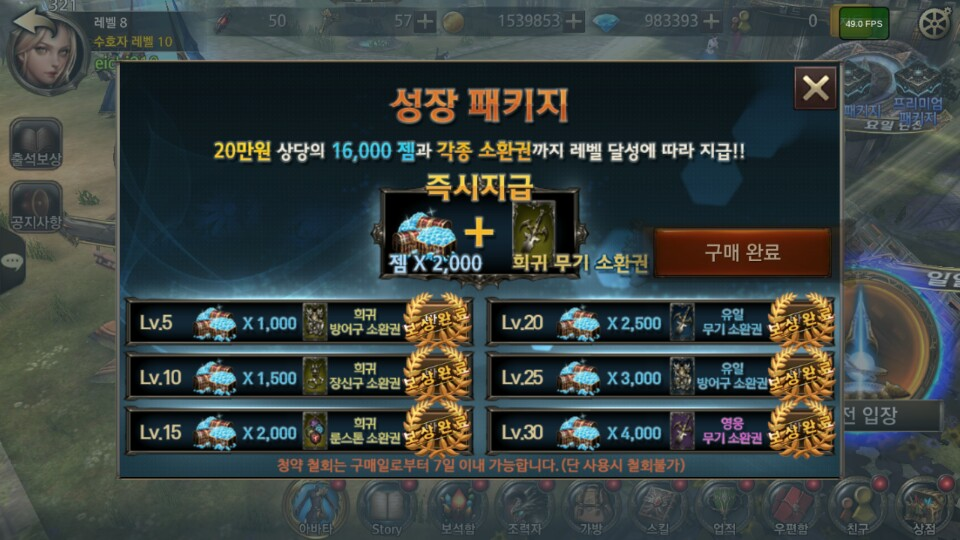 321
레벨 8
수호자 레벨 10
50
57
1539853
983393
0
49.0 FPS
출석보상
공지사항
패키지
프리미엄
패키지
성장 패키지
20만원 상당의 16,000 젬과 각종 소환권까지 레벨 달성에 따라 지급!!
즉시지급
젬 X 2,000
희귀 무기 소환권
구매 완료
Lv.5
X 1,000
희귀
방어구 소환권
보상완료
Lv.20
X 2,500
유일
무기 소환권
보상완료
Lv.10
X 1,500
희귀
장신구 소환권
보상완료
Lv.25
X 3,000
유일
방어구 소환권
보상완료
Lv.15
X 2,000
희귀
룬스톤 소환권
보상완료
Lv.30
X 4,000
영웅
무기 소환권
보상완료
청약 철회는 구매일로부터 7일 이내 가능합니다.(단 사용시 철회불가)
전 입장
아바타
Story
보석함
조력자
가방
스킬
업적
우편함
친구
상점